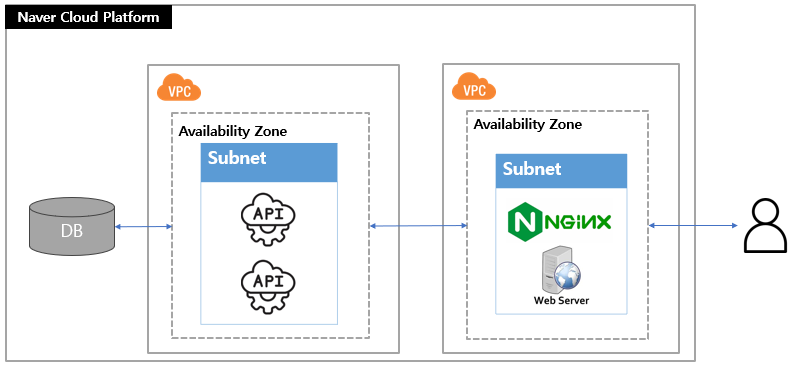 Naver Cloud Platform
VPC
Availability Zone
Subnet
API
API
DB
VPC
Availability Zone
Subnet
N NGINX
Web Server